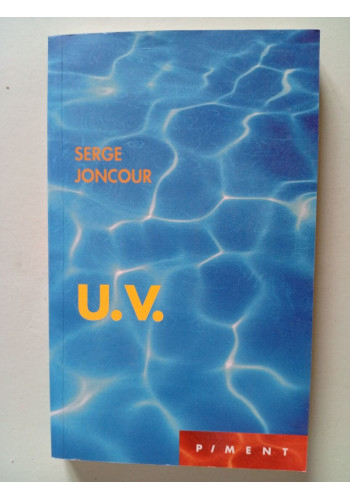 SERGE
JONCOUR
U.V.
PIMENT